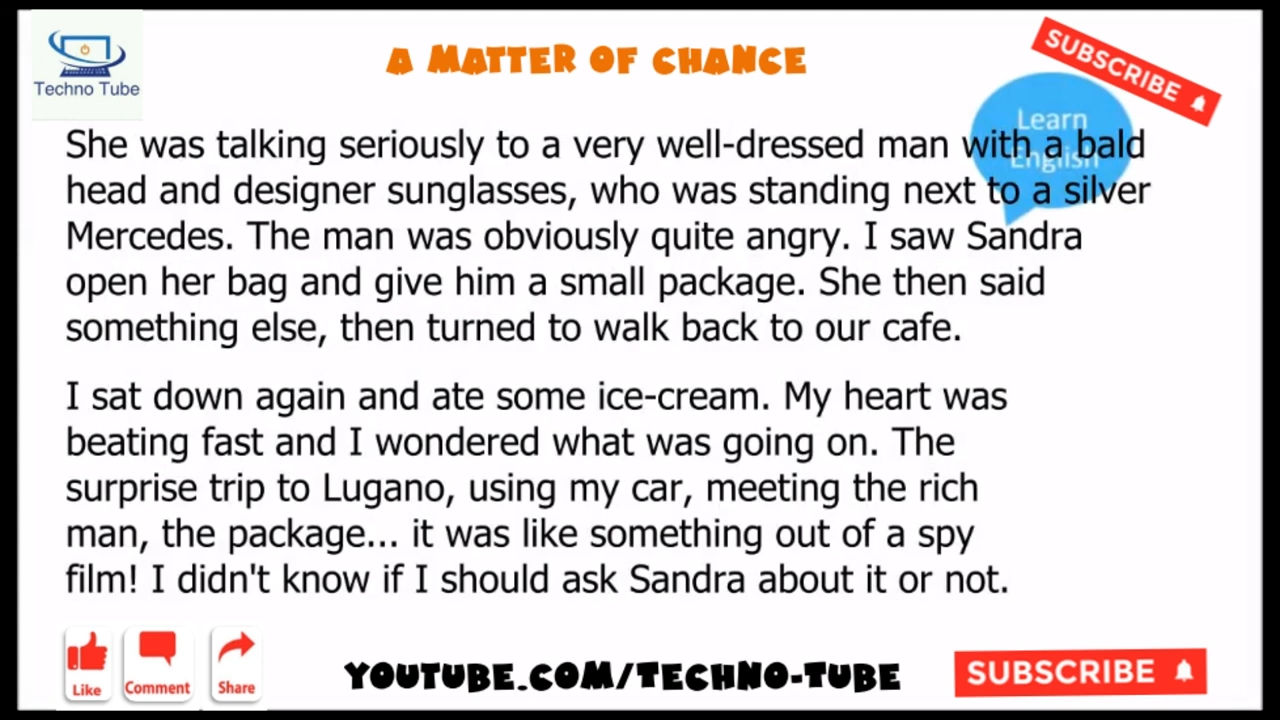 A MATTER OF CHANCE
SUBSCRIBE
Techno Tube
Learn
English
She was talking seriously to a very well-dressed man with a bald
head and designer sunglasses, who was standing next to a silver
Mercedes. The man was obviously quite angry. I saw Sandra
open her bag and give him a small package. She then said
something else, then turned to walk back to our cafe.
I sat down again and ate some ice-cream. My heart was
beating fast and I wondered what was going on. The
surprise trip to Lugano, using my car, meeting the rich
man, the package... it was like something out of a spy
film! I didn't know if I should ask Sandra about it or not.
Like
Comment
Share
YOUTUBE.COM/TECHNO-TUBE
SUBSCRIBE